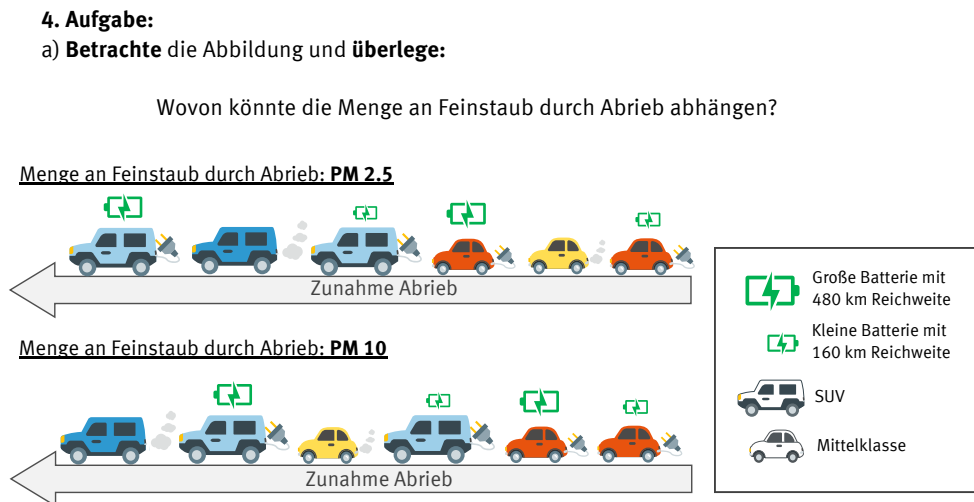 4. Aufgabe:
a) Betrachte die Abbildung und überlege:
Wovon könnte die Menge an Feinstaub durch Abrieb abhängen?
Menge an Feinstaub durch Abrieb: PM 2.5
Zunahme Abrieb
Menge an Feinstaub durch Abrieb: PM 10
Zunahme Abrieb
Große Batterie mit
480 km Reichweite
Kleine Batterie mit
160 km Reichweite
SUV
Mittelklasse